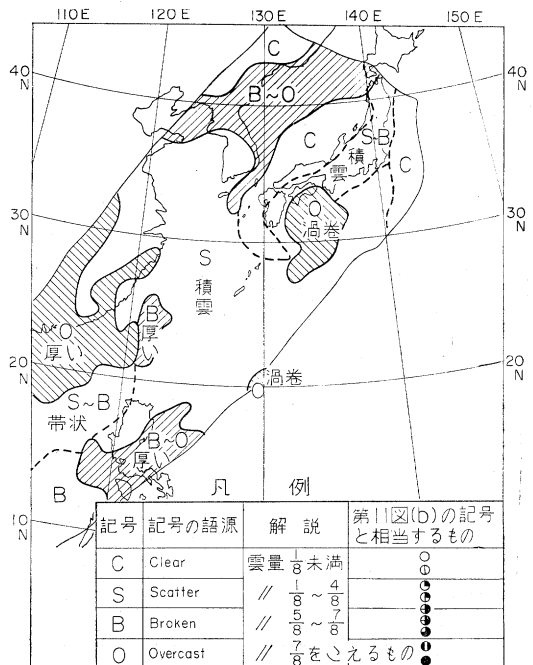 110E 120E 130E 140E 150E
C
40 N
40 N
B~O
C
S~B
積雲
C
O
渦巻
30 N
30 N
S
積雲
B
厚い
O
厚い
20 N
20 N
渦巻
O
S~B
帯状
B~O
厚い
B
10 N
凡 例
記号 記号の語源 解説 第11図(b)の記号と相当するもの
C Clear 雲量 1/8 未満
S Scatter 〃 1/8 ~ 4/8
B Broken 〃 5/8 ~ 7/8
O Overcast 〃 7/8 をこえるもの